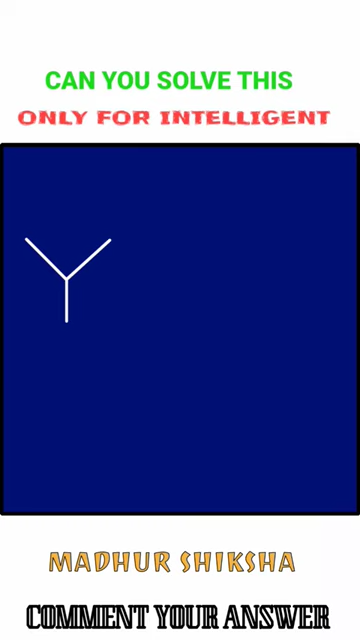 CAN YOU SOLVE THIS
ONLY FOR INTELLIGENT
Y
MADHUR SHIKSHA
COMMENT YOUR ANSWER